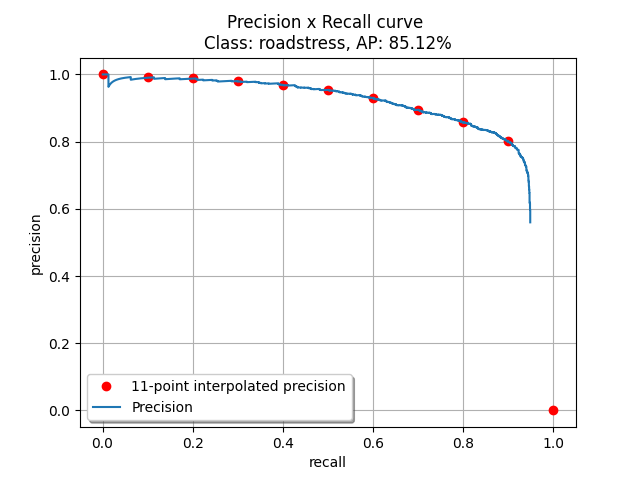 Precision x Recall curve
Class: roadstress, AP: 85.12%
1.0
0.8
0.6
0.4
0.2
0.0
precision
11-point interpolated precision
Precision
0.0 0.2 0.4 0.6 0.8 1.0
recall